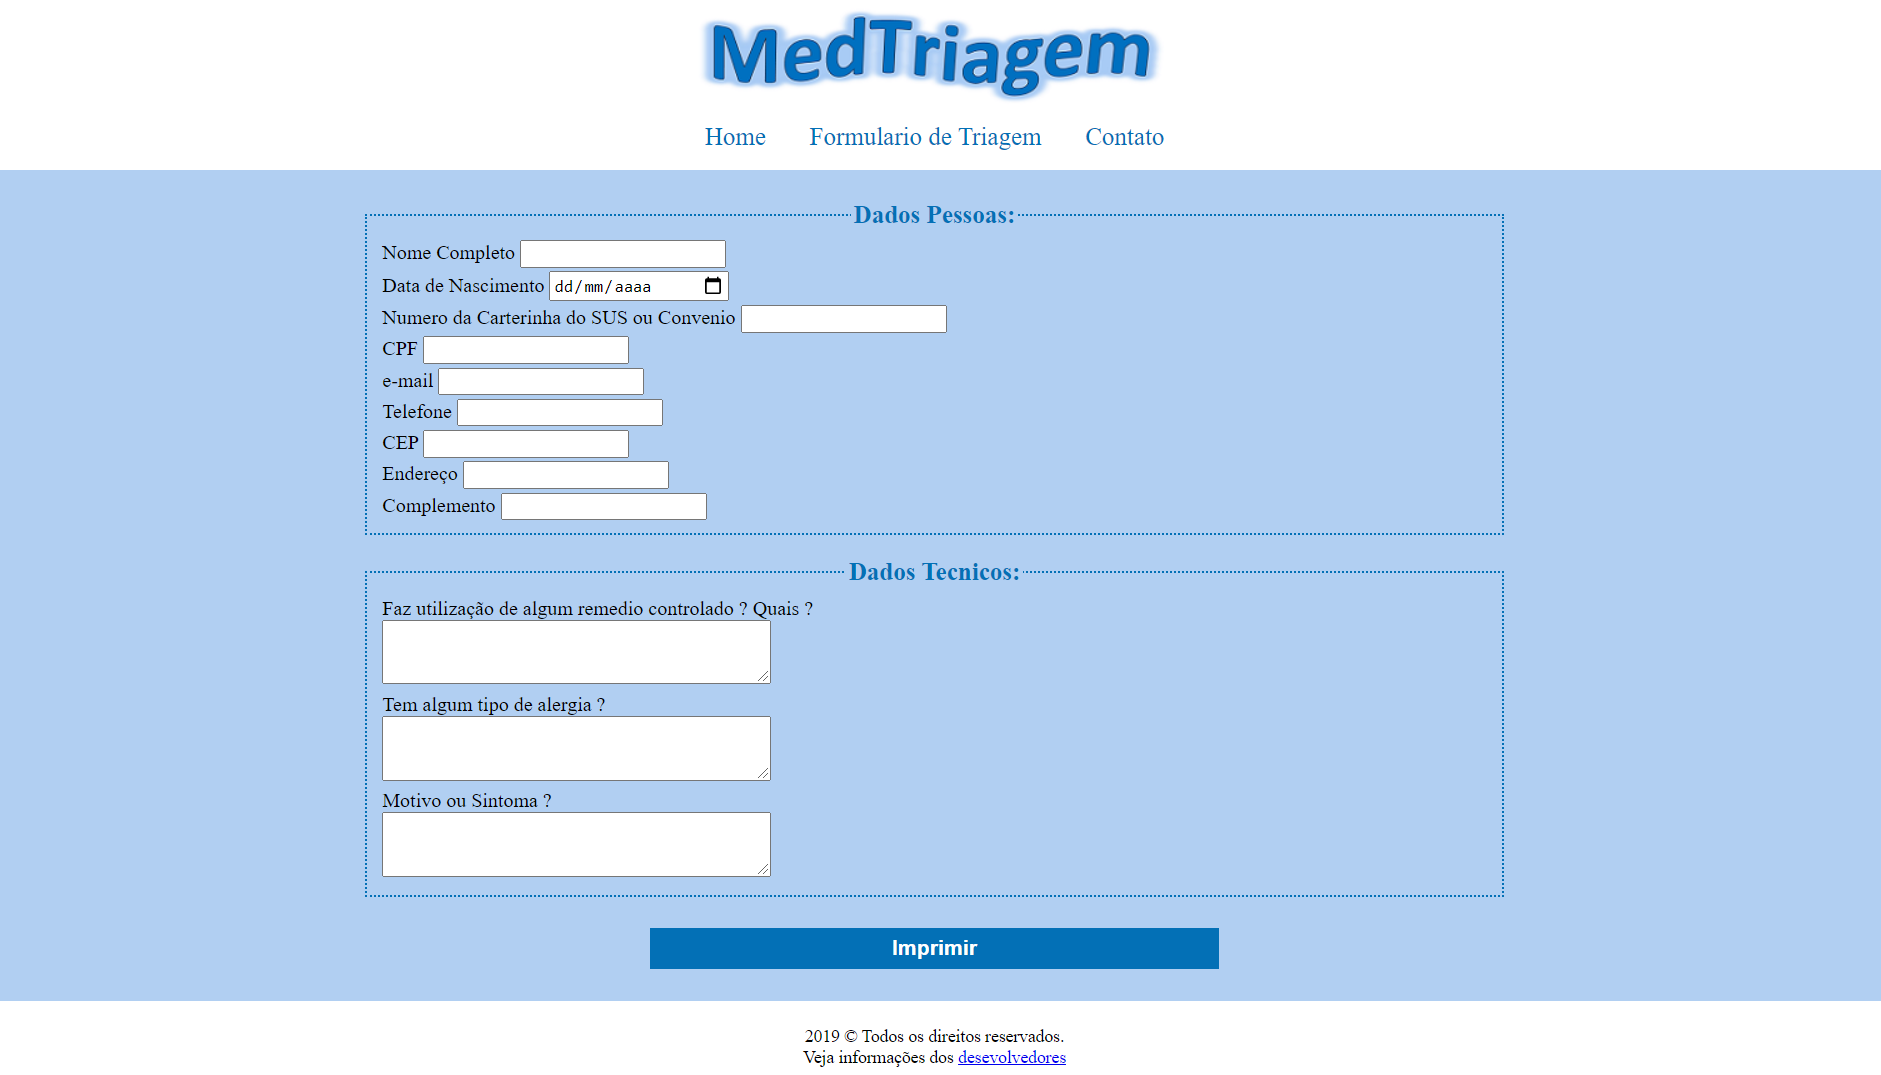 MedTriagem
Home Formulario de Triagem Contato
Dados Pessoas:
Nome Completo
Data de Nascimento dd/mm/aaaa
Numero da Carterinha do SUS ou Convenio
CPF
e-mail
Telefone
CEP
Endereço
Complemento
Dados Tecnicos:
Faz utilização de algum remedio controlado ? Quais ?
Tem algum tipo de alergia ?
Motivo ou Sintoma ?
Imprimir
2019 © Todos os direitos reservados.
Veja informações dos desevolvedores